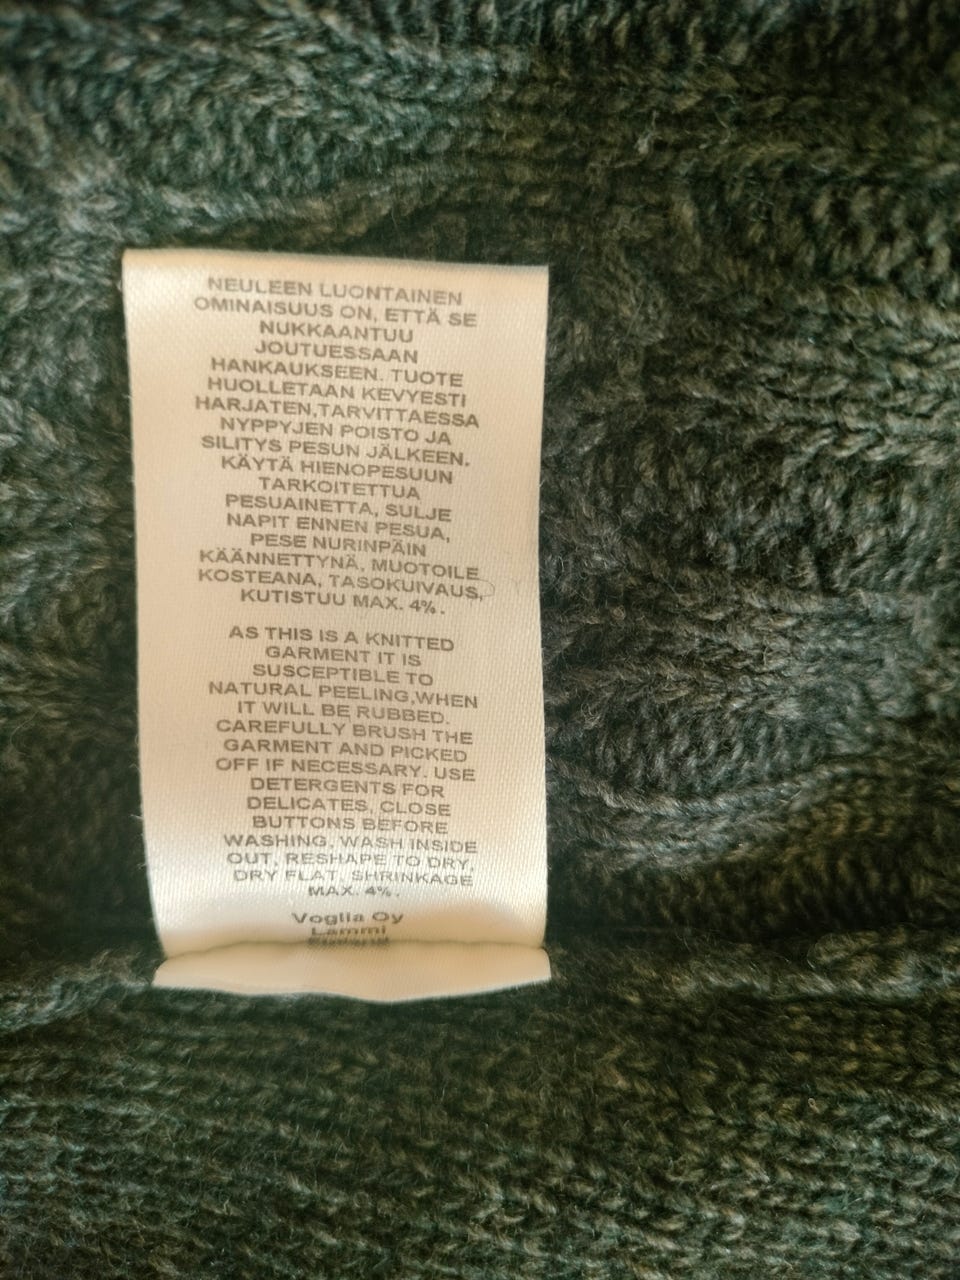 NEULEEN LUONTAINEN
OMINAISUUS ON, ETTÄ SE
NUKKAANTUU
JOUTUESSAAN
HANKAUKSEEN. TUOTE
HUOLLETAAN KEVYESTI
HARJATEN,TARVITTAESSA
NYPPYJEN POISTO JA
SILITYS PESUN JÄLKEEN.
KÄYTÄ HIENOPESUUN
TARKOITETTUA
PESUAINETTA, SULJE
NAPIT ENNEN PESUA,
PESE NURINPÄIN
KÄÄNNETTYNÄ, MUOTOILE
KOSTEANA, TASOKUIVAUS,
KUTISTUU MAX. 4%.
AS THIS IS A KNITTED
GARMENT IT IS
SUSCEPTIBLE TO
NATURAL PEELING,WHEN
IT WILL BE RUBBED.
CAREFULLY BRUSH THE
GARMENT AND PICKED
OFF IF NECESSARY. USE
DETERGENTS FOR
DELICATES, CLOSE
BUTTONS BEFORE
WASHING, WASH INSIDE
OUT, RESHAPE TO DRY,
DRY FLAT, SHRINKAGE
MAX. 4%.
Voglia Oy
Lammi